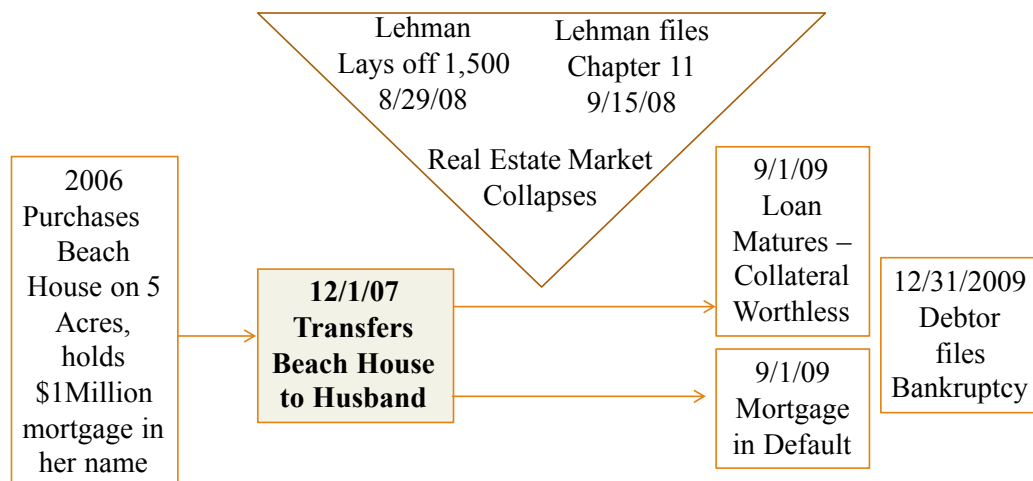 Lehman
Lays off 1,500
8/29/08
Lehman files
Chapter 11
9/15/08
Real Estate Market
Collapses
2006
Purchases
Beach
House on 5
Acres,
holds
$1Million
mortgage in
her name
12/1/07
Transfers
Beach House
to Husband
9/1/09
Loan
Matures –
Collateral
Worthless
9/1/09
Mortgage
in Default
12/31/2009
Debtor
files
Bankruptcy